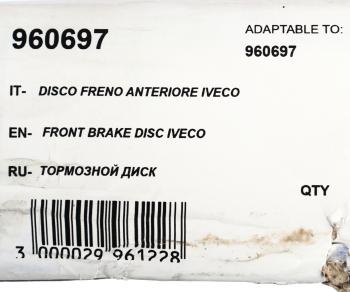 960697
ADAPTABLE TO:
960697
IT- DISCO FRENO ANTERIORE IVECO
EN- FRONT BRAKE DISC IVECO
RU- ТОРМОЗНОЙ ДИСК
QTY
3 000029 961228